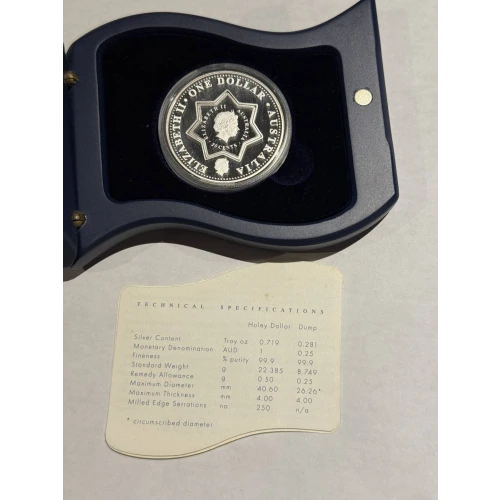 ELIZABETH II · ONE DOLLAR · AUSTRALIA
ELIZABETH II AUSTRALIA
25 CENTS
TECHNICAL SPECIFICATIONS
Holey Dollar Dump
Silver Content Troy oz 0.719 0.281
Monetary Denomination AUD 1 0.25
Fineness % purity 99.9 99.9
Standard Weight g 22.385 8.749
Remedy Allowance g 0.50 0.25
Maximum Diameter mm 40.60 26.26*
Maximum Thickness mm 4.00 4.00
Milled Edge Serrations no 250 n/a
* circumscribed diameter